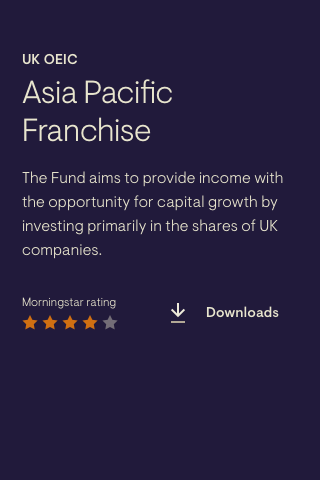 UK OEIC
Asia Pacific
Franchise
The Fund aims to provide income with
the opportunity for capital growth by
investing primarily in the shares of UK
companies.
Morningstar rating
Downloads